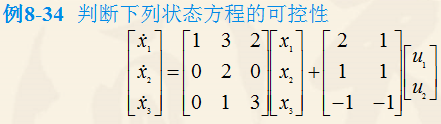 例8-34 判断下列状态方程的可控性
[ẋ₁] [1 3 2][x₁] [2 1]
[ẋ₂]=[0 2 0][x₂]+[1 1][u₁]
[ẋ₃] [0 1 3][x₃] [-1 -1][u₂]